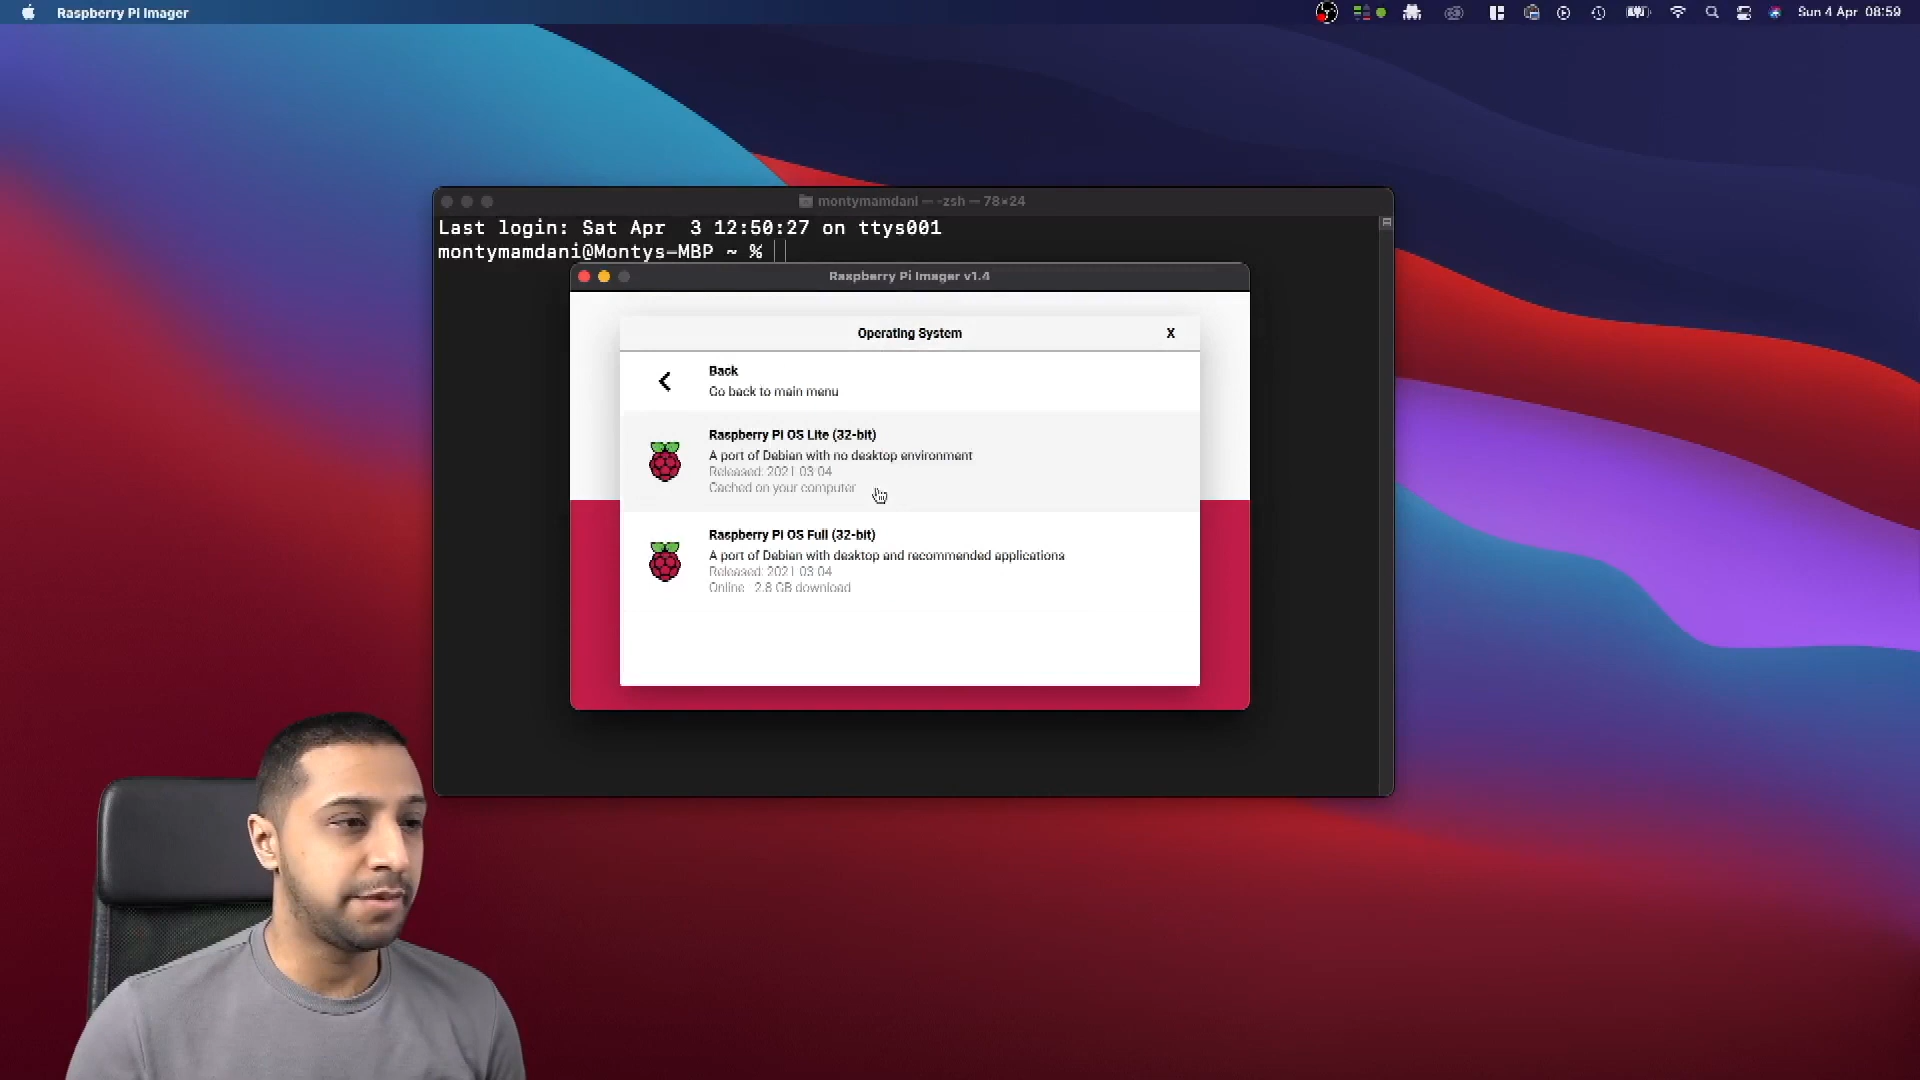 Raspberry Pi Imager
Sun 4 Apr 08:59
montymamdani — -zsh — 78×24
Last login: Sat Apr  3 12:50:27 on ttys001
montymamdani@Montys-MBP ~ %
Raspberry Pi Imager v1.4
Operating System
X
Back
Go back to main menu
Raspberry Pi OS Lite (32-bit)
A port of Debian with no desktop environment
Released: 2021-03-04
Cached on your computer
Raspberry Pi OS Full (32-bit)
A port of Debian with desktop and recommended applications
Released: 2021-03-04
Online - 2.8 GB download